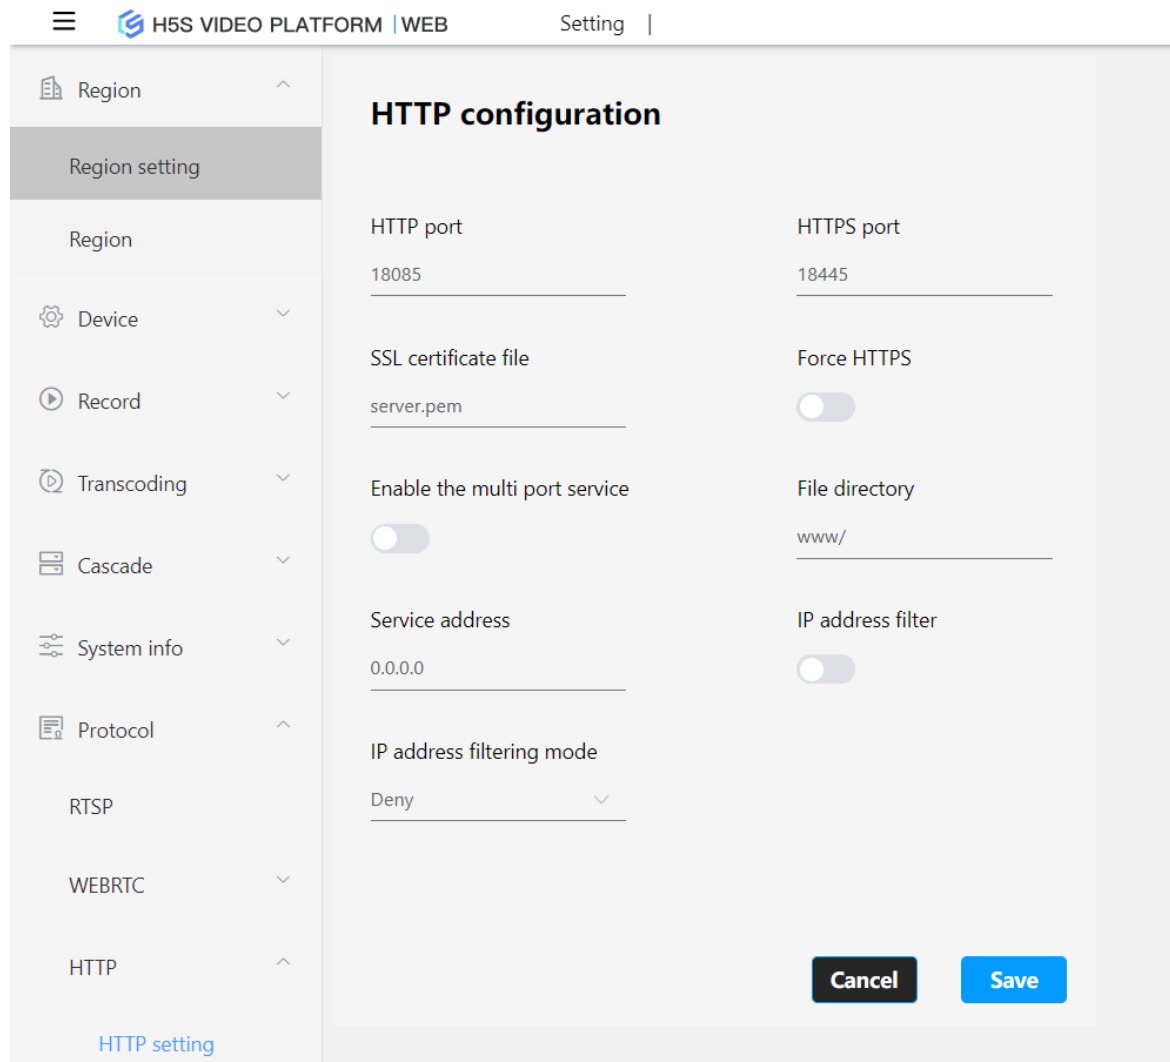 H5S VIDEO PLATFORM | WEB Setting |
Region
Region setting
Region
Device
Record
Transcoding
Cascade
System info
Protocol
RTSP
WEBRTC
HTTP
HTTP setting
HTTP configuration
HTTP port HTTPS port
18085 18445
SSL certificate file Force HTTPS
server.pem
Enable the multi port service File directory
www/
Service address IP address filter
0.0.0.0
IP address filtering mode
Deny
Cancel Save